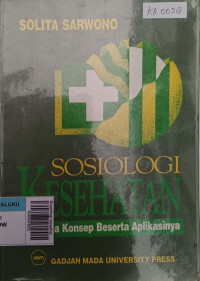 SOLITA SARWONO
SOSIOLOGI
KESEHATAN
Konsep Beserta Aplikasinya
GADJAH MADA UNIVERSITY PRESS